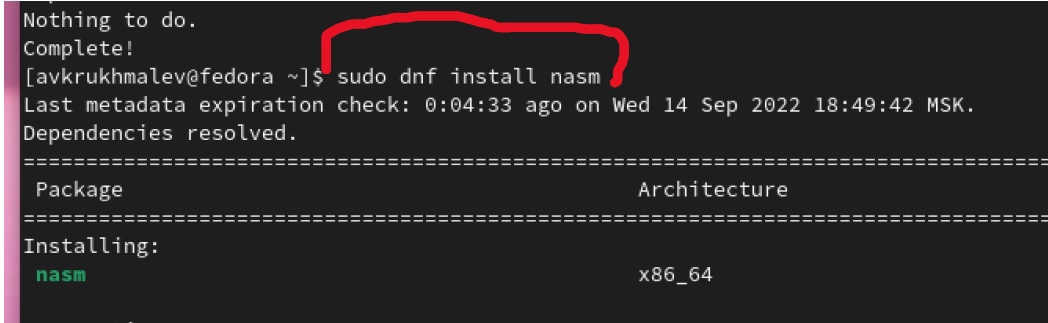 Nothing to do.
Complete!
[avkrukhmalev@fedora ~]$ sudo dnf install nasm
Last metadata expiration check: 0:04:33 ago on Wed 14 Sep 2022 18:49:42 MSK.
Dependencies resolved.
================================================================================
Package Architecture
================================================================================
Installing:
nasm x86_64